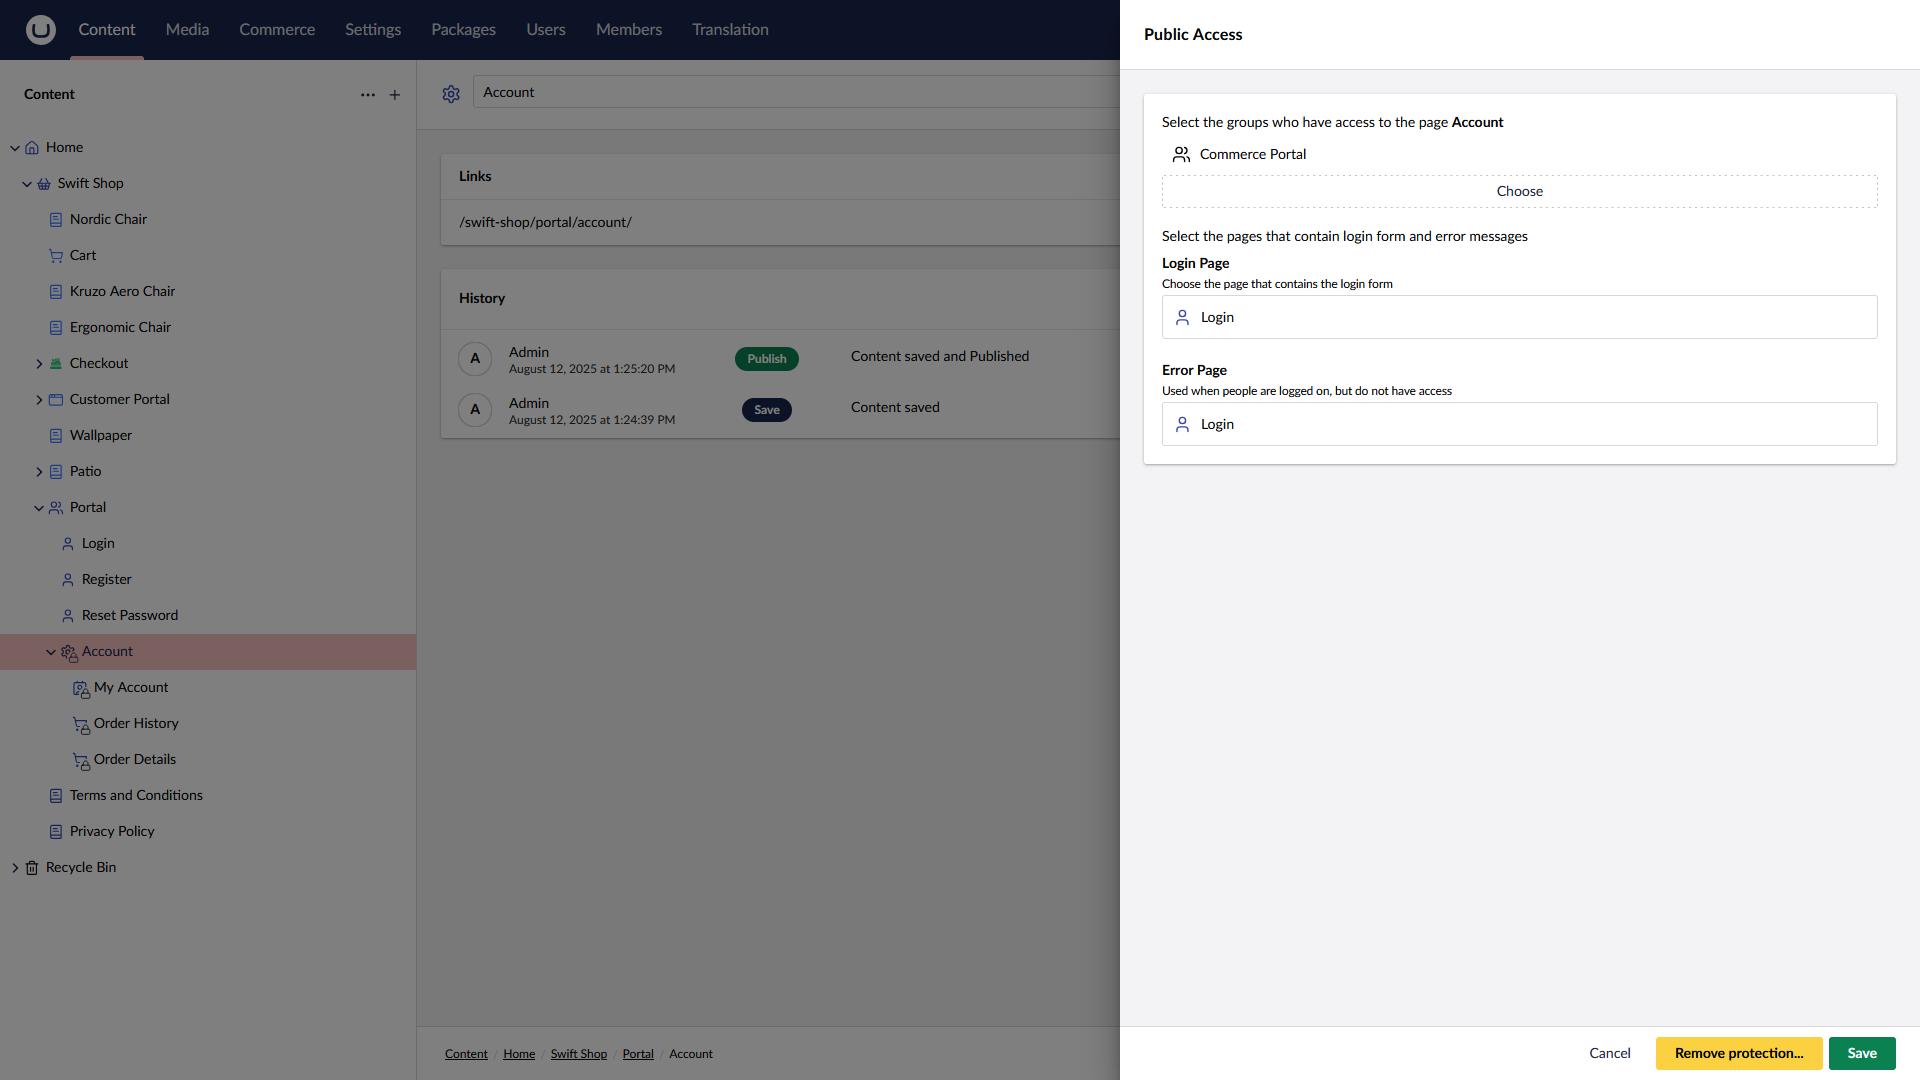 Content
Media
Commerce
Settings
Packages
Users
Members
Translation
Content
Home
Swift Shop
Nordic Chair
Cart
Kruzo Aero Chair
Ergonomic Chair
Checkout
Customer Portal
Wallpaper
Patio
Portal
Login
Register
Reset Password
Account
My Account
Order History
Order Details
Terms and Conditions
Privacy Policy
Recycle Bin
Account
Links
/swift-shop/portal/account/
History
A
Admin
August 12, 2025 at 1:25:20 PM
Publish
Content saved and Published
A
Admin
August 12, 2025 at 1:24:39 PM
Save
Content saved
Content / Home / Swift Shop / Portal / Account
Public Access
Select the groups who have access to the page Account
Commerce Portal
Choose
Select the pages that contain login form and error messages
Login Page
Choose the page that contains the login form
Login
Error Page
Used when people are logged on, but do not have access
Login
Cancel
Remove protection...
Save